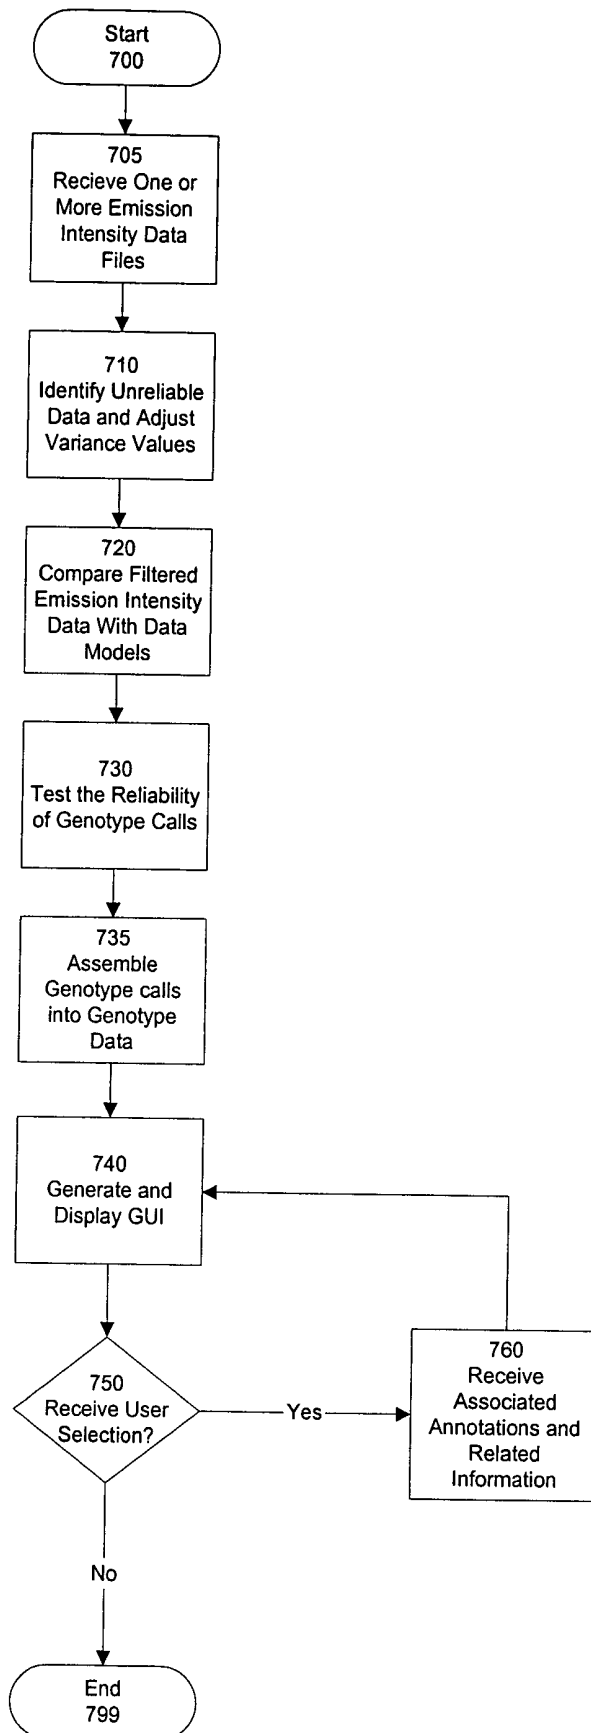 Start
700
705
Recieve One or
More Emission
Intensity Data
Files
710
Identify Unreliable
Data and Adjust
Variance Values
720
Compare Filtered
Emission Intensity
Data With Data
Models
730
Test the Reliability
of Genotype Calls
735
Assemble
Genotype calls
into Genotype
Data
740
Generate and
Display GUI
750
Receive User
Selection?
Yes
760
Receive
Associated
Annotations and
Related
Information
No
End
799